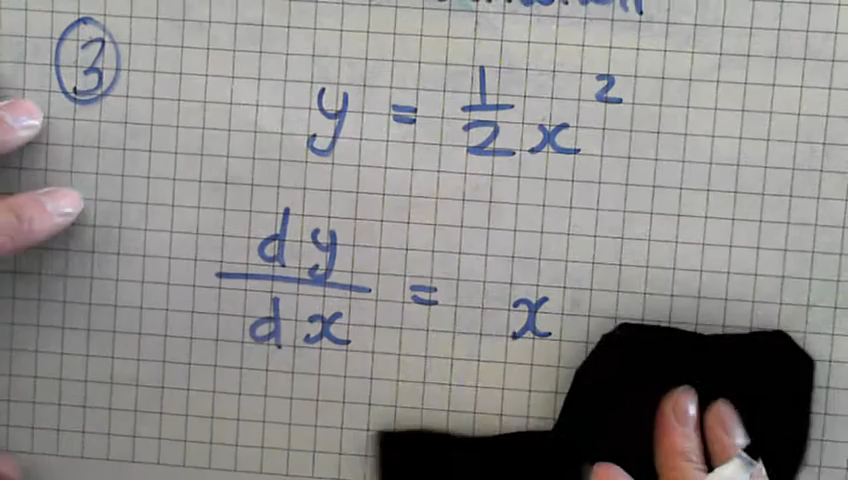 ③
y = 1/2 x²
dy/dx = x